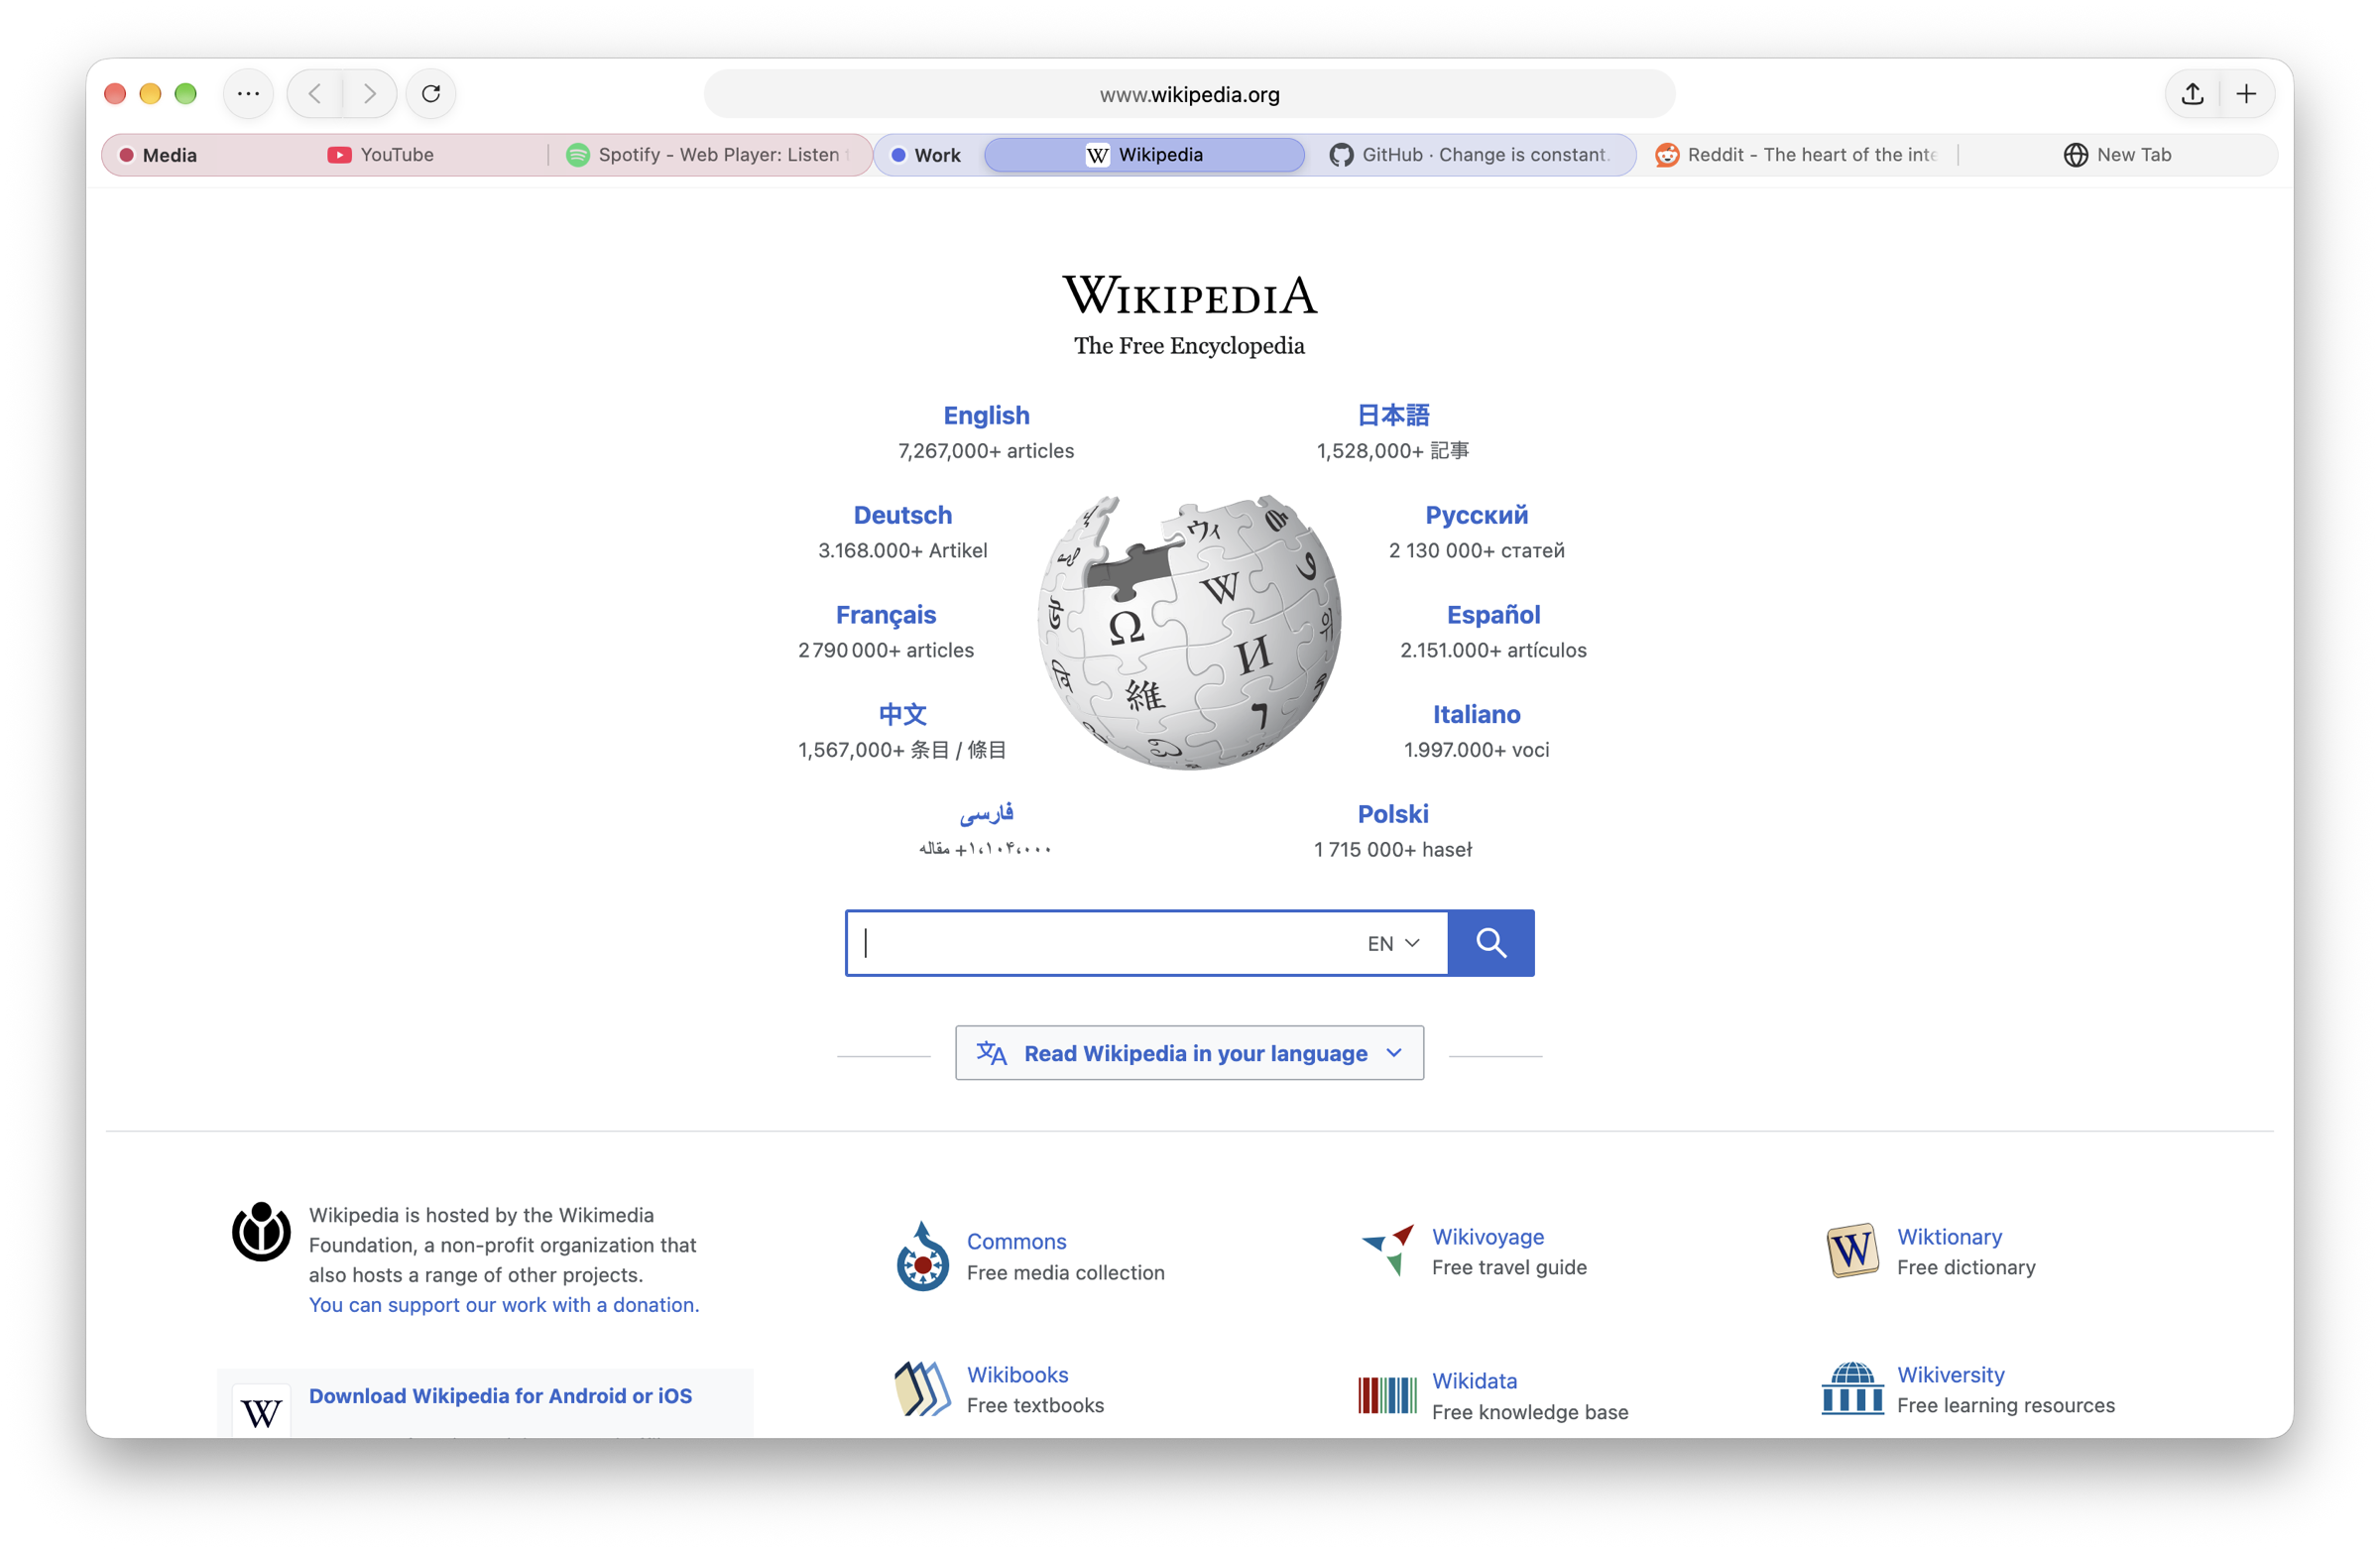 www.wikipedia.org
Media YouTube Spotify - Web Player: Listen Work Wikipedia GitHub · Change is constant. Reddit - The heart of the inte New Tab
WIKIPEDIA
The Free Encyclopedia
English
7,267,000+ articles
日本語
1,528,000+ 記事
Deutsch
3.168.000+ Artikel
Русский
2 130 000+ статей
Français
2 790 000+ articles
Español
2.151.000+ artículos
中文
1,567,000+ 条目 / 條目
Italiano
1.997.000+ voci
فارسی
۱٬۱۰۴٬۰۰۰+ مقاله
Polski
1 715 000+ haseł
Ω W И 維 ウィ
EN
Read Wikipedia in your language
Wikipedia is hosted by the Wikimedia
Foundation, a non-profit organization that
also hosts a range of other projects.
You can support our work with a donation.
W
Download Wikipedia for Android or iOS
Commons
Free media collection
Wikivoyage
Free travel guide
W
Wiktionary
Free dictionary
Wikibooks
Free textbooks
Wikidata
Free knowledge base
Wikiversity
Free learning resources